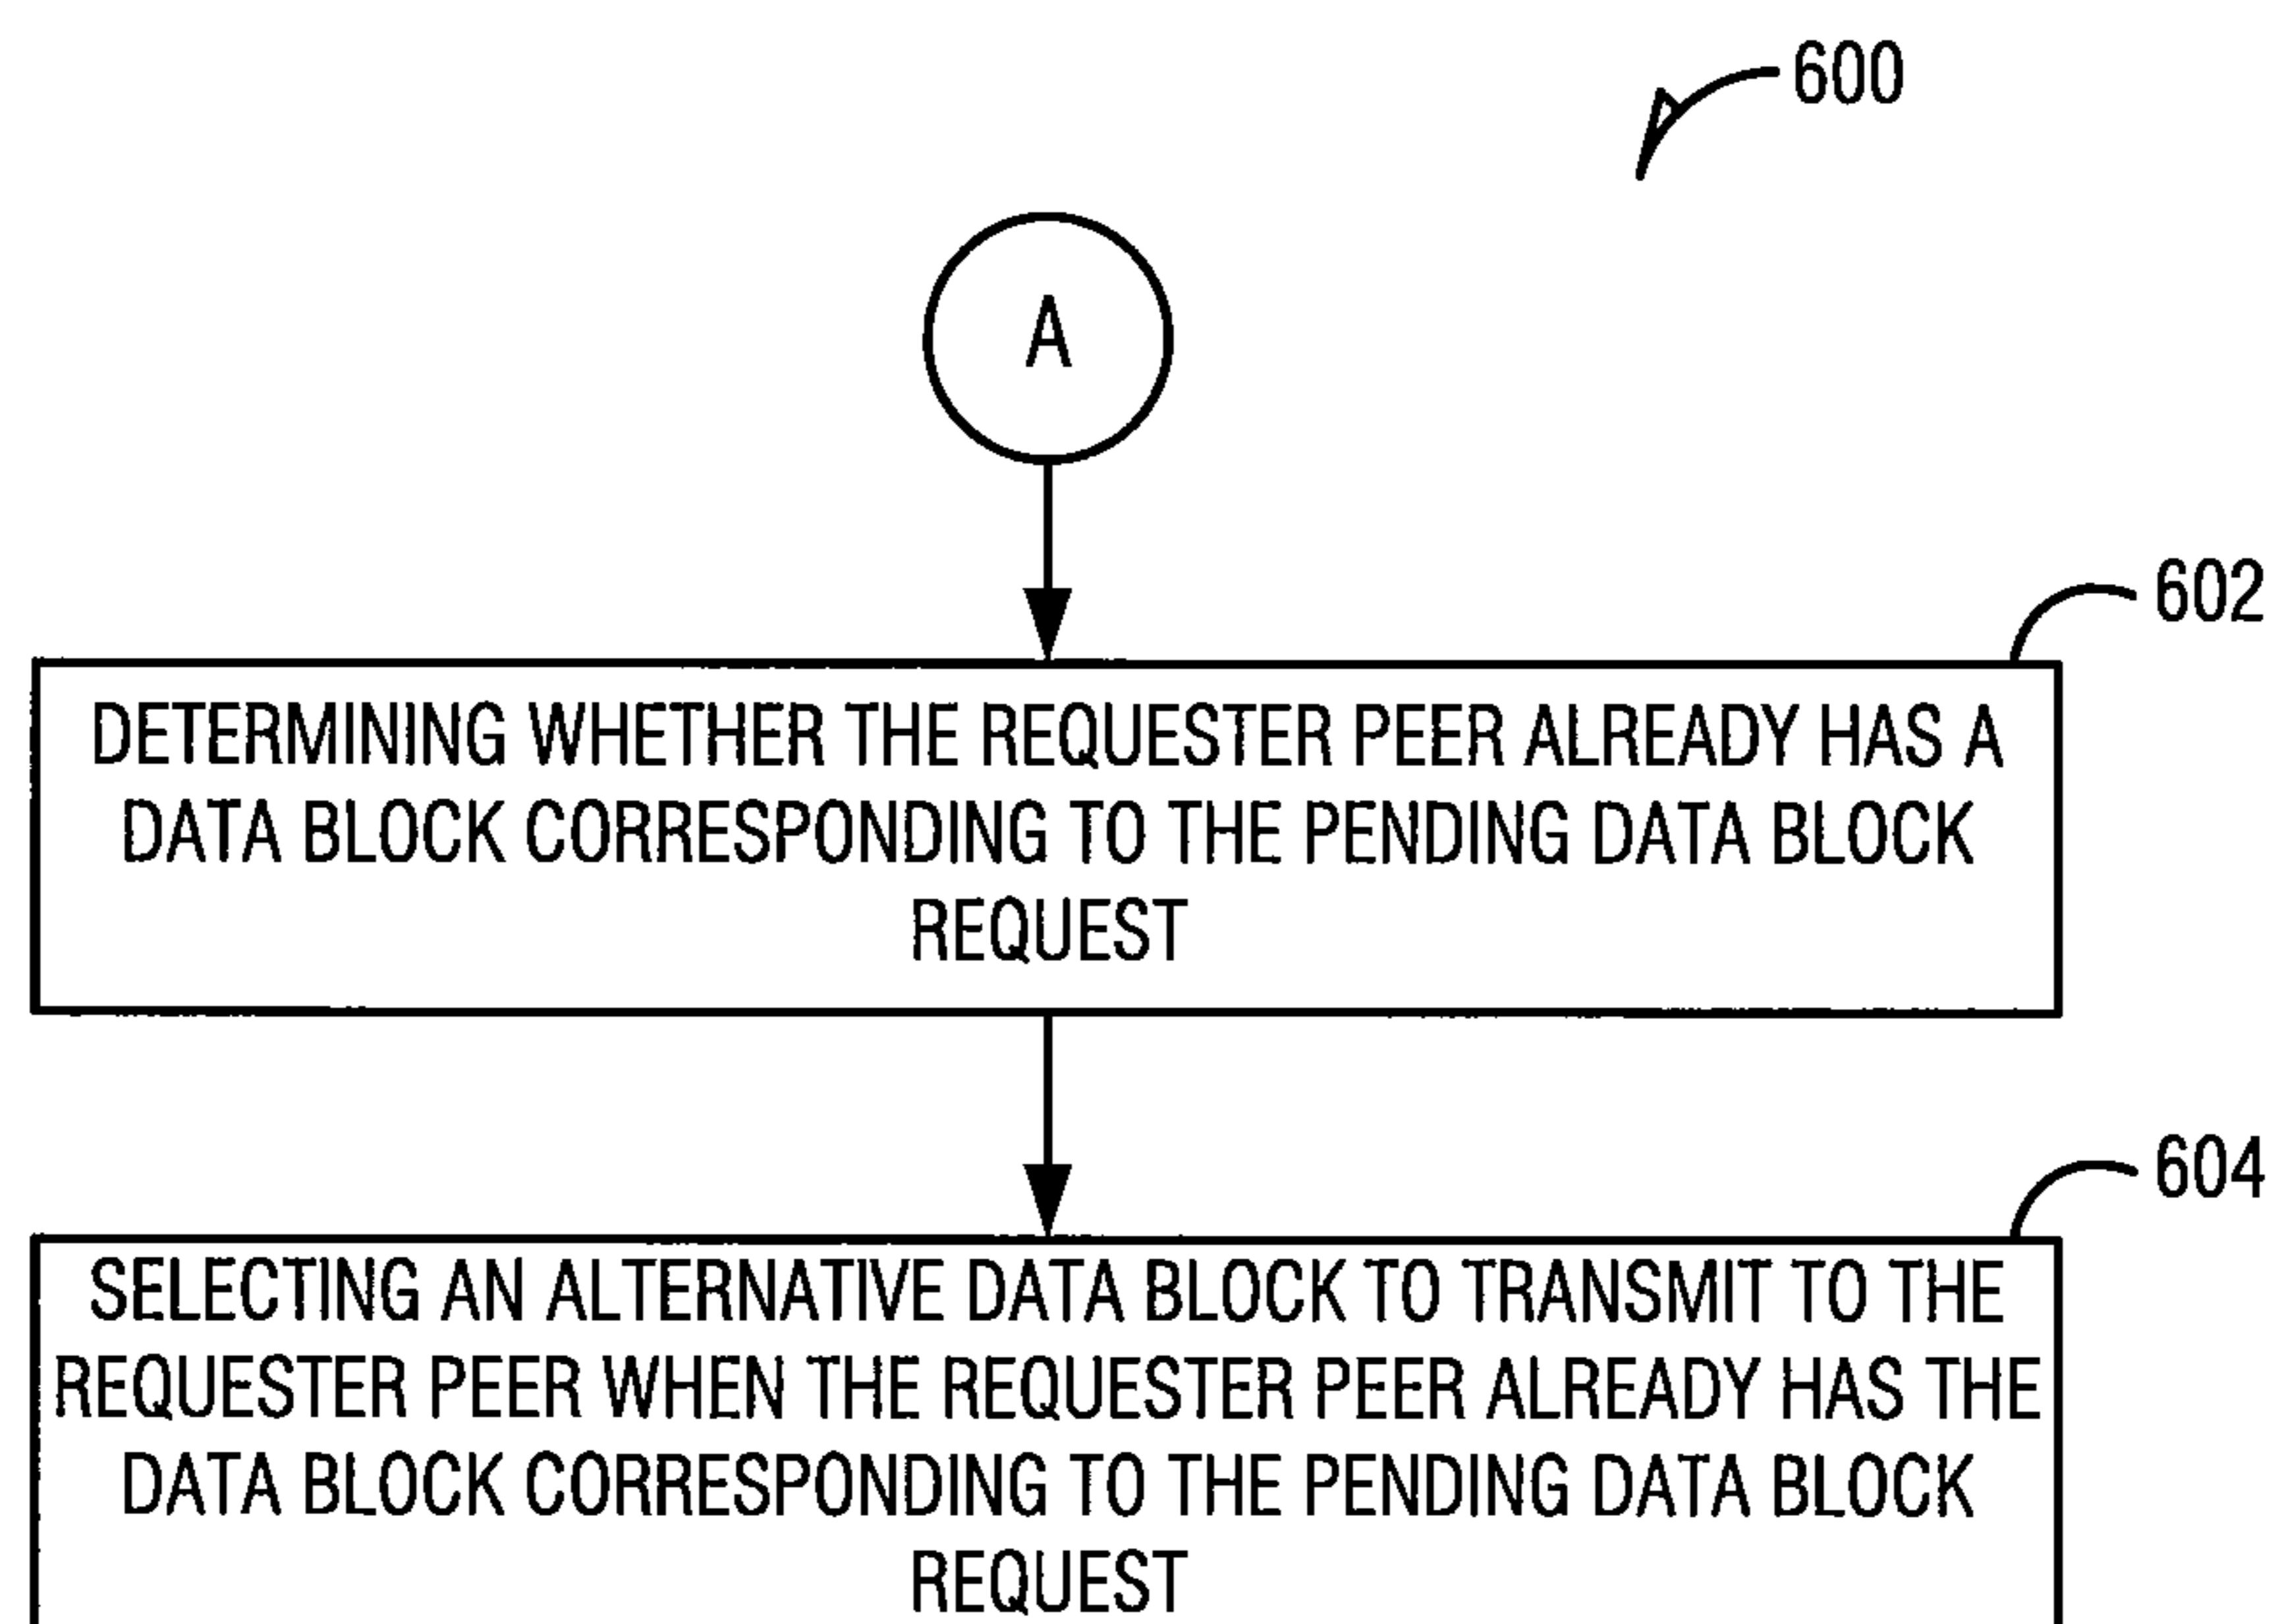 600
A
602
DETERMINING WHETHER THE REQUESTER PEER ALREADY HAS A
DATA BLOCK CORRESPONDING TO THE PENDING DATA BLOCK
REQUEST
604
SELECTING AN ALTERNATIVE DATA BLOCK TO TRANSMIT TO THE
REQUESTER PEER WHEN THE REQUESTER PEER ALREADY HAS THE
DATA BLOCK CORRESPONDING TO THE PENDING DATA BLOCK
REQUEST